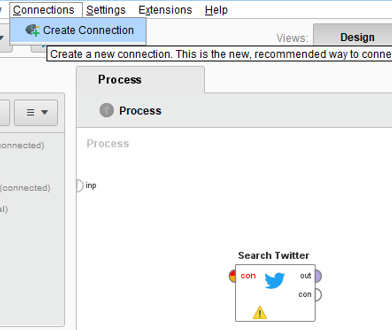 Connections Settings Extensions Help
Create Connection
Create a new connection. This is the new, recommended way to conne
Views: Design
Process
Process
onnected)
Process
(connected)
inp
al)
Search Twitter
con out
con